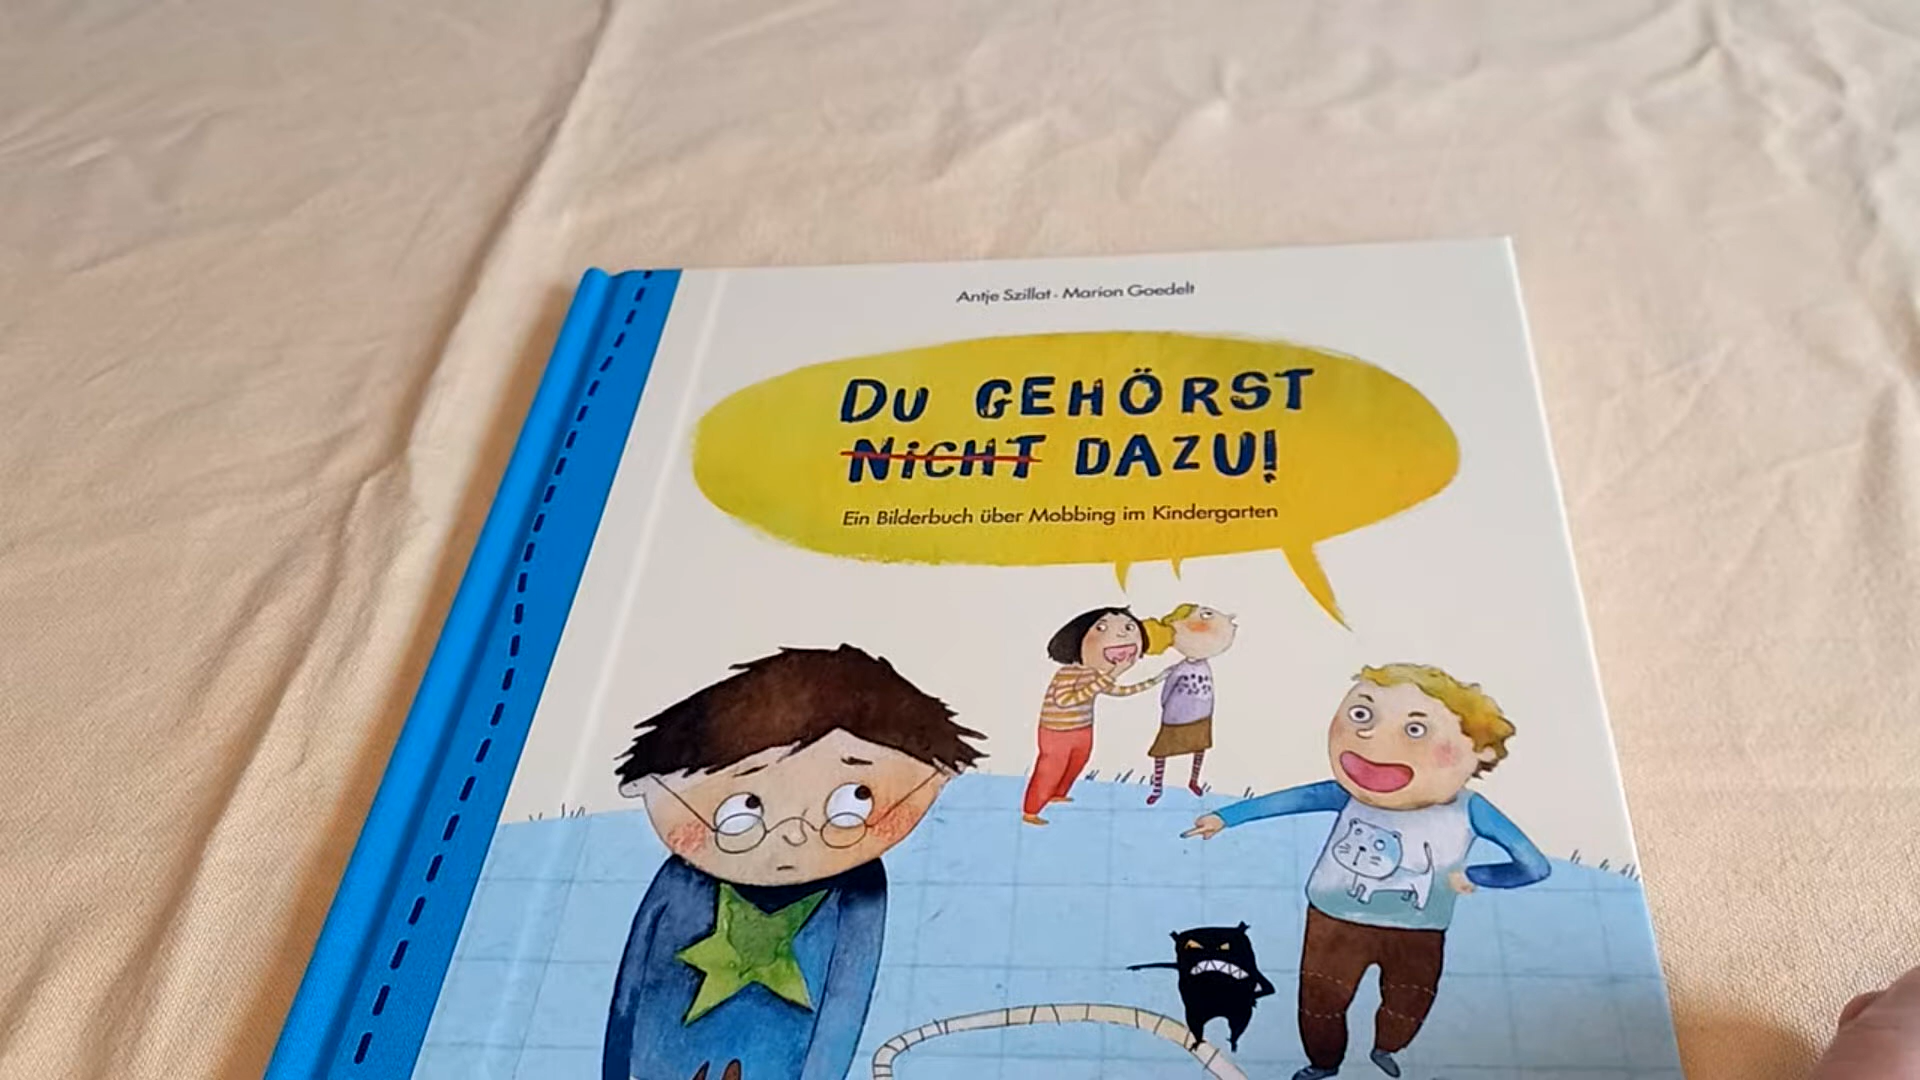 Antje Szillat · Marion Goedelt
DU GEHÖRST
NiCHT DAZU!
Ein Bilderbuch über Mobbing im Kindergarten